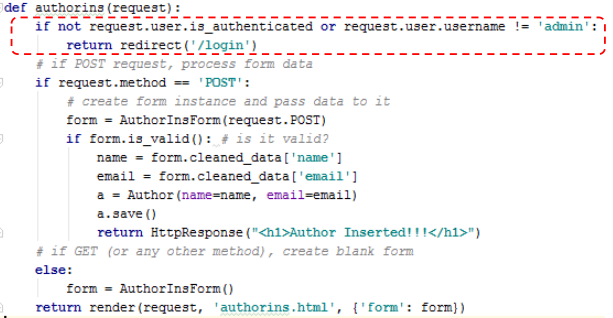 def authorins(request):
    if not request.user.is_authenticated or request.user.username != 'admin':
        return redirect('/login')
    # if POST request, process form data
    if request.method == 'POST':
        # create form instance and pass data to it
        form = AuthorInsForm(request.POST)
        if form.is_valid(): # is it valid?
            name = form.cleaned_data['name']
            email = form.cleaned_data['email']
            a = Author(name=name, email=email)
            a.save()
            return HttpResponse("<h1>Author Inserted!!!</h1>")
    # if GET (or any other method), create blank form
    else:
        form = AuthorInsForm()
    return render(request, 'authorins.html', {'form': form})